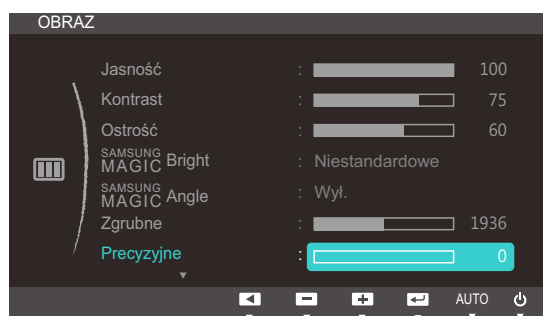 OBRAZ
Jasność : 100
Kontrast : 75
Ostrość : 60
SAMSUNG MAGIC Bright : Niestandardowe
SAMSUNG MAGIC Angle : Wył.
Zgrubne : 1936
Precyzyjne : 0
AUTO